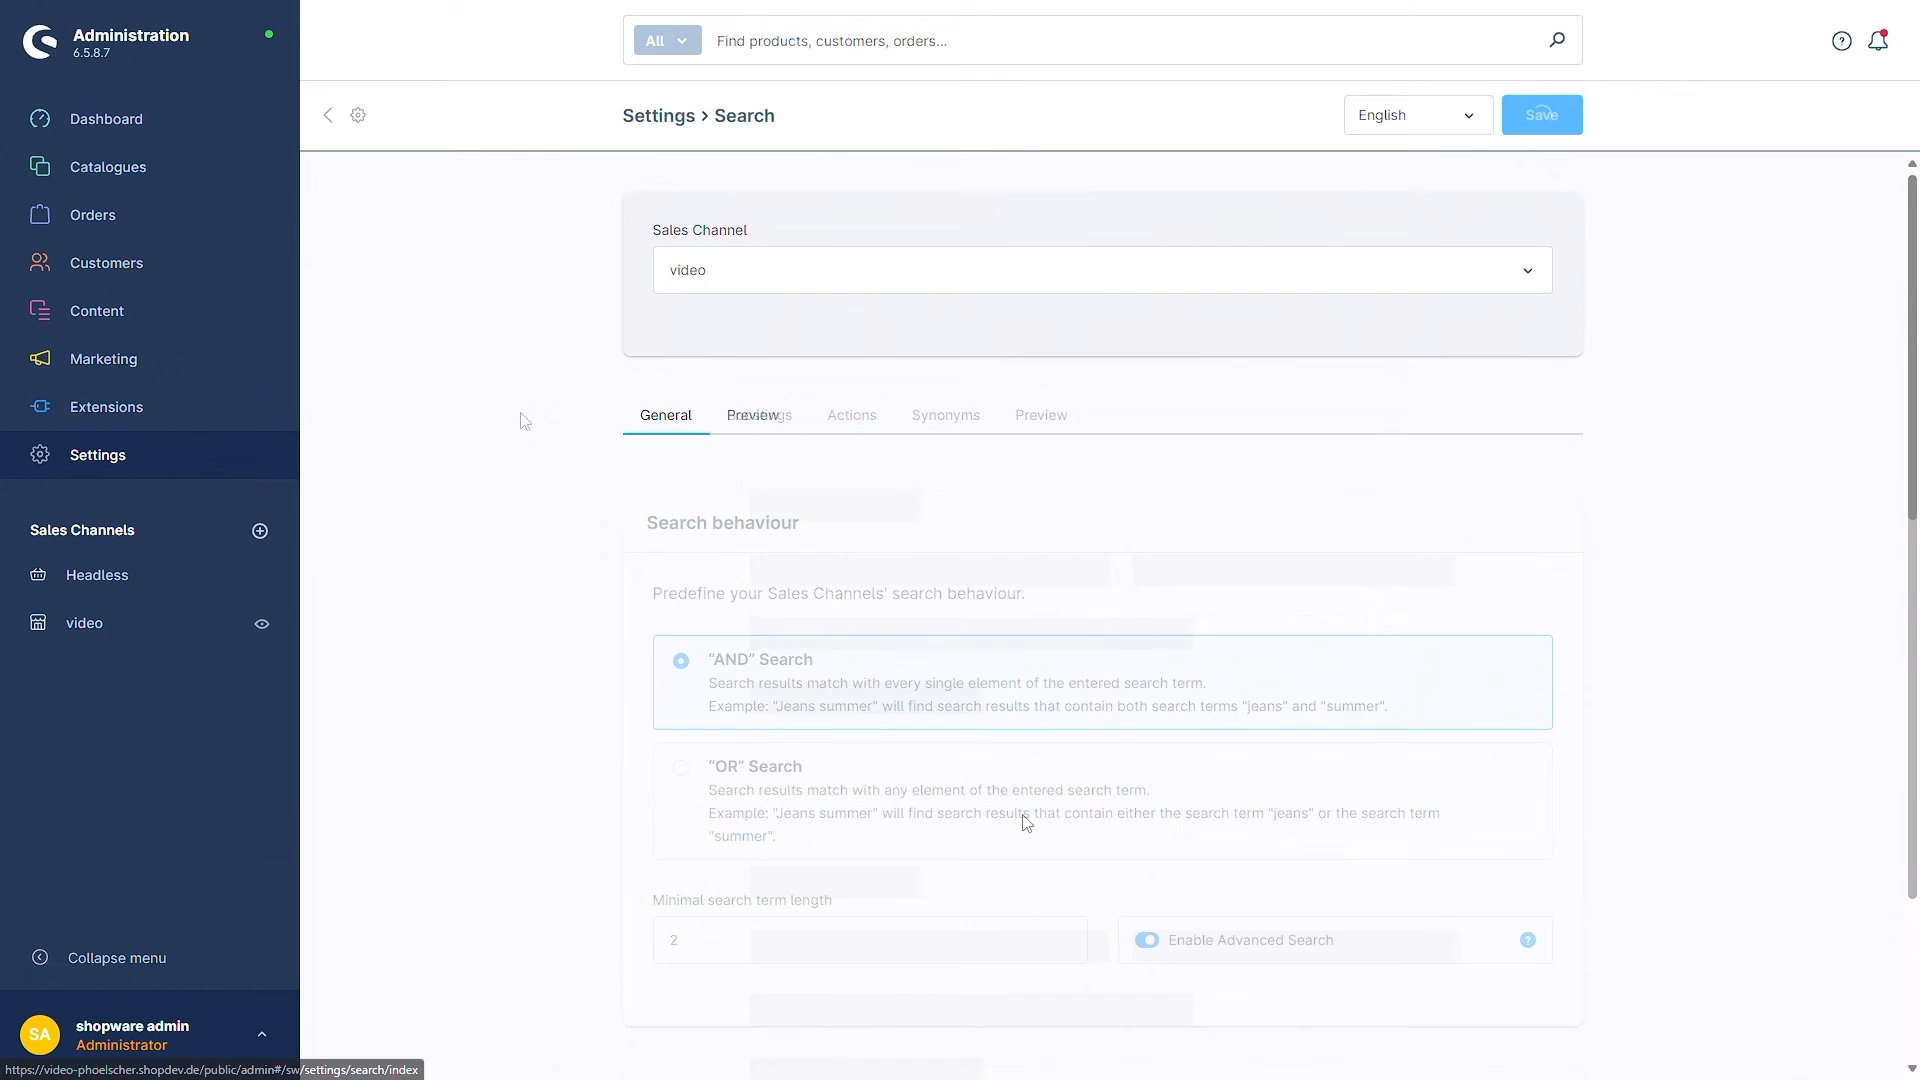 Administration
6.5.8.7
All
Find products, customers, orders...
Settings > Search
English
Save
Dashboard
Catalogues
Orders
Customers
Content
Marketing
Extensions
Settings
Sales Channels
Headless
video
Collapse menu
SA
shopware admin
Administrator
Sales Channel
video
General
Preview
Actions
Synonyms
Preview
Search behaviour
Predefine your Sales Channels' search behaviour.
“AND” Search
Search results match with every single element of the entered search term.
Example: "Jeans summer" will find search results that contain both search terms "jeans" and "summer".
“OR” Search
Search results match with any element of the entered search term.
Example: "Jeans summer" will find search results that contain either the search term "jeans" or the search term
"summer".
Minimal search term length
2
Enable Advanced Search
https://video-phoelscher.shopdev.de/public/admin#/sw/settings/search/index